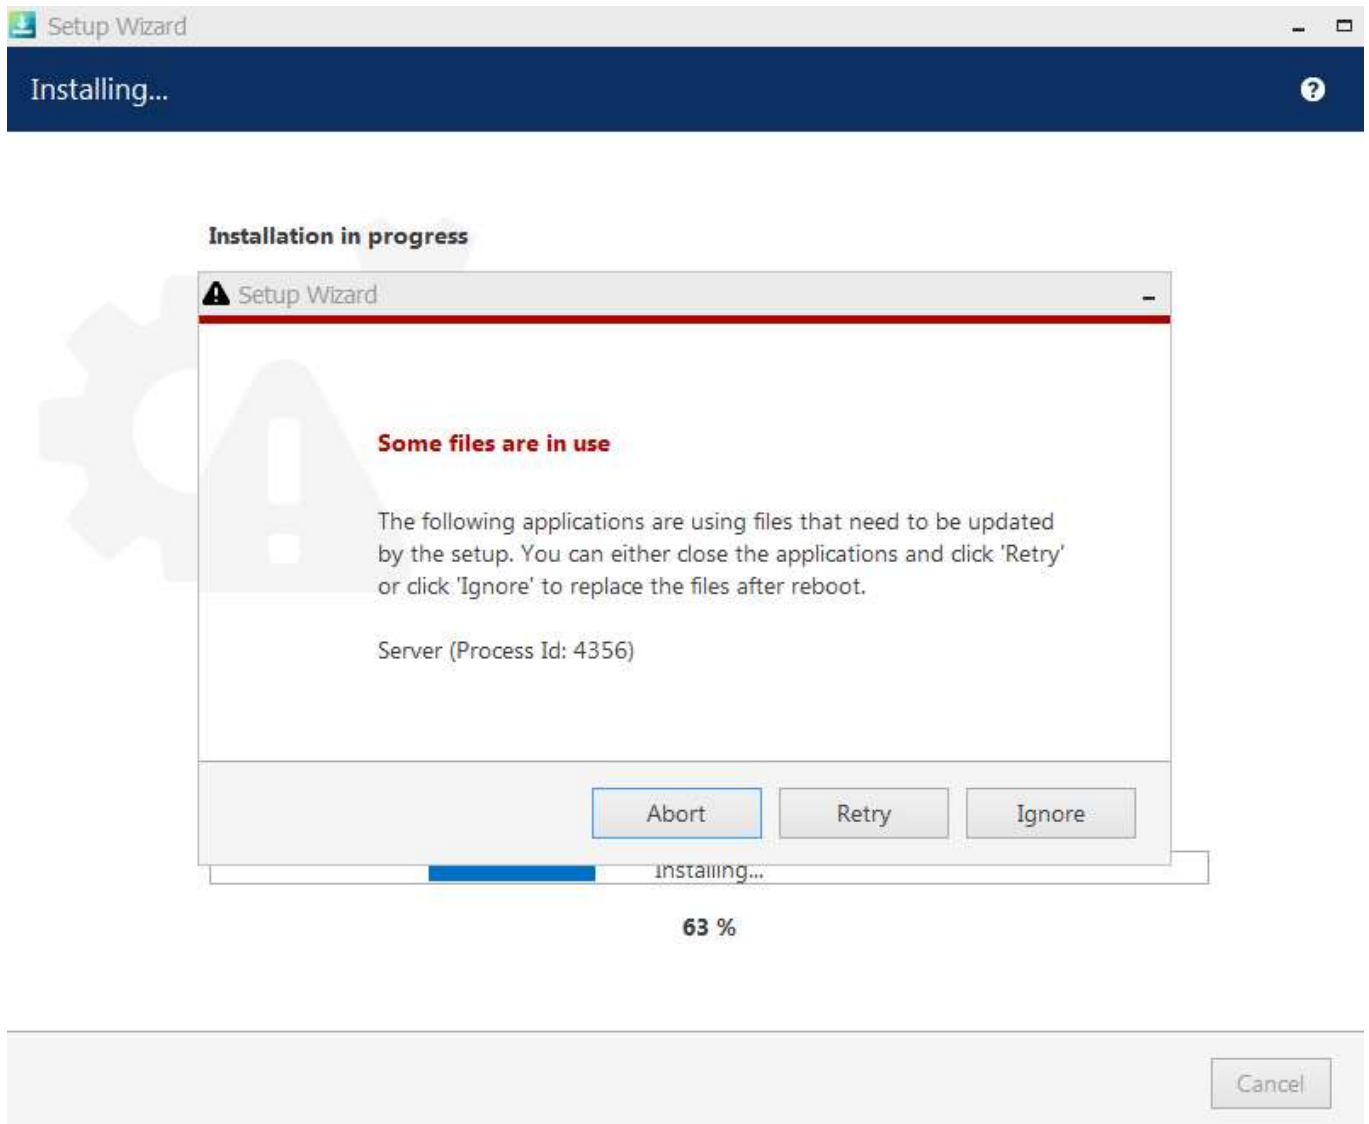 Setup Wizard
Installing...
Installation in progress
Setup Wizard
Some files are in use
The following applications are using files that need to be updated
by the setup. You can either close the applications and click 'Retry'
or click 'Ignore' to replace the files after reboot.
Server (Process Id: 4356)
Abort Retry Ignore
Installing...
63 %
Cancel